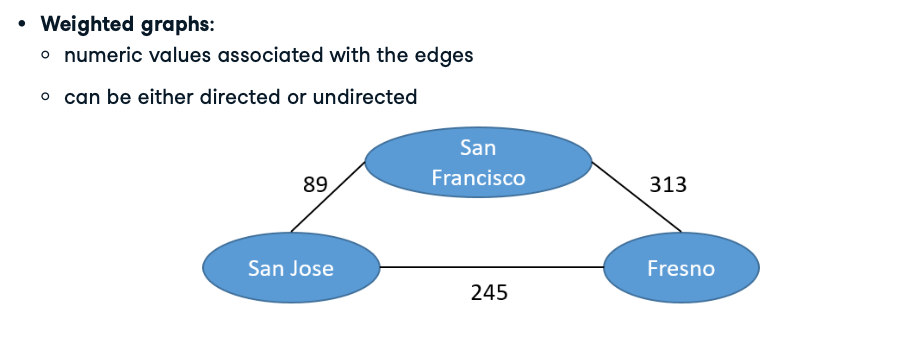 • Weighted graphs:
○ numeric values associated with the edges
○ can be either directed or undirected
San
Francisco
89
313
San Jose
Fresno
245